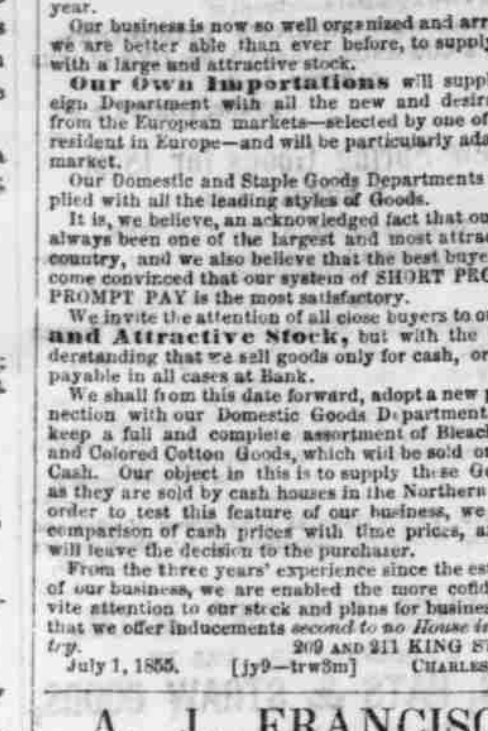 year.
Our business is now so well organized and arr
we are better able than ever before, to supply
with a large and attractive stock.
Our Own Importations will suppl
eign Department with all the new and desir
from the European markets—selected by one of
resident in Europe—and will be particularly ada
market.
Our Domestic and Staple Goods Departments
plied with all the leading styles of Goods.
It is, we believe, an acknowledged fact that ou
always been one of the largest and most attrac
country, and we also believe that the best buye
come convinced that our system of SHORT PRO
PROMPT PAY is the most satisfactory.
We invite the attention of all close buyers to ou
and Attractive Stock, but with the
derstanding that we sell goods only for cash, or
payable in all cases at Bank.
We shall from this date forward, adopt a new p
nection with our Domestic Goods Department
keep a full and complete assortment of Bleac
and Colored Cotton Goods, which will be sold o
Cash. Our object in this is to supply these Go
as they are sold by cash houses in the Northern
order to test this feature of our business, we
comparison of cash prices with time prices, a
will leave the decision to the purchaser.
From the three years' experience since the es
of our business, we are enabled the more cofid
vite attention to our stock and plans for busines
that we offer inducements second to no House in
try. 209 AND 211 KING S
July 1, 1855. [jy9—trw3m] CHARLES
A. J. FRANCISC